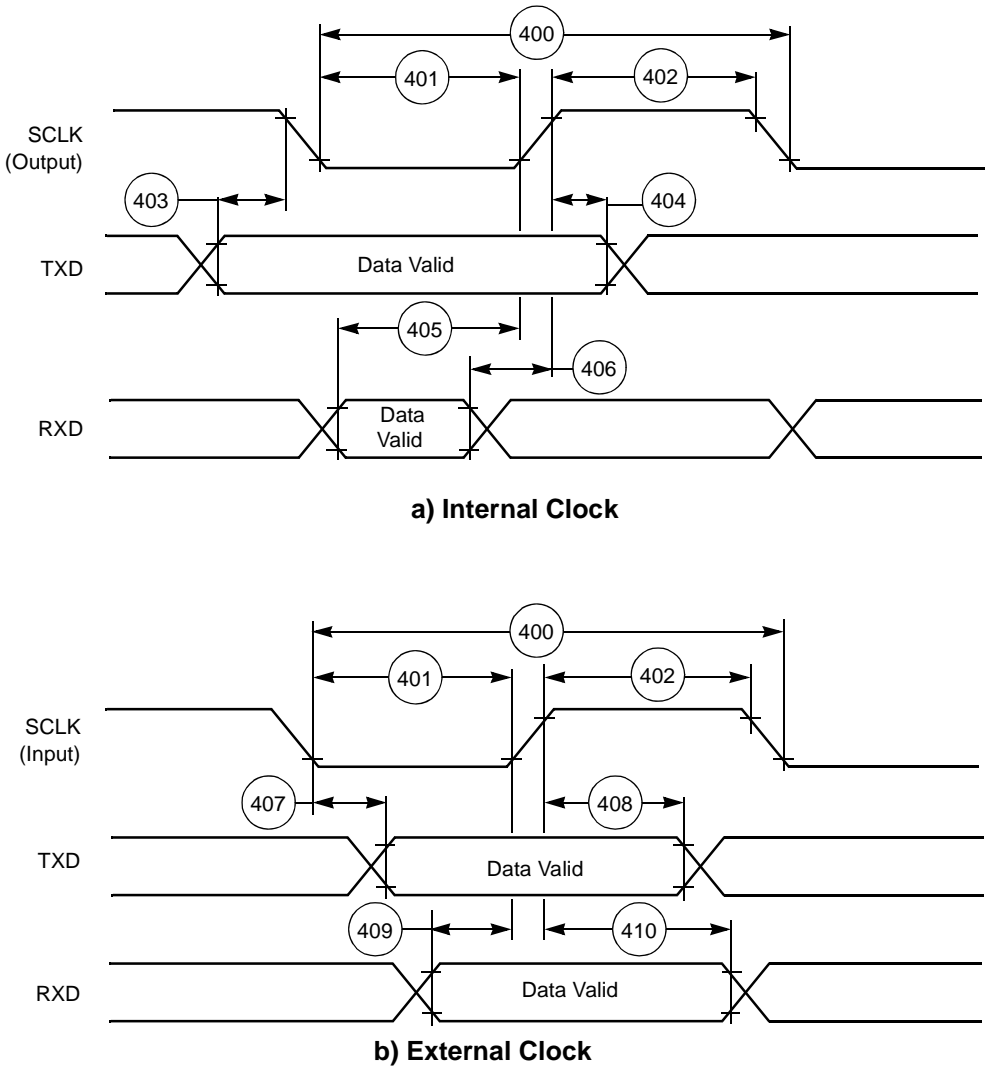 400
401
402
SCLK
(Output)
403
404
TXD
Data Valid
405
406
RXD
Data
Valid
a) Internal Clock
400
401
402
SCLK
(Input)
407
408
TXD
Data Valid
409
410
RXD
Data Valid
b) External Clock